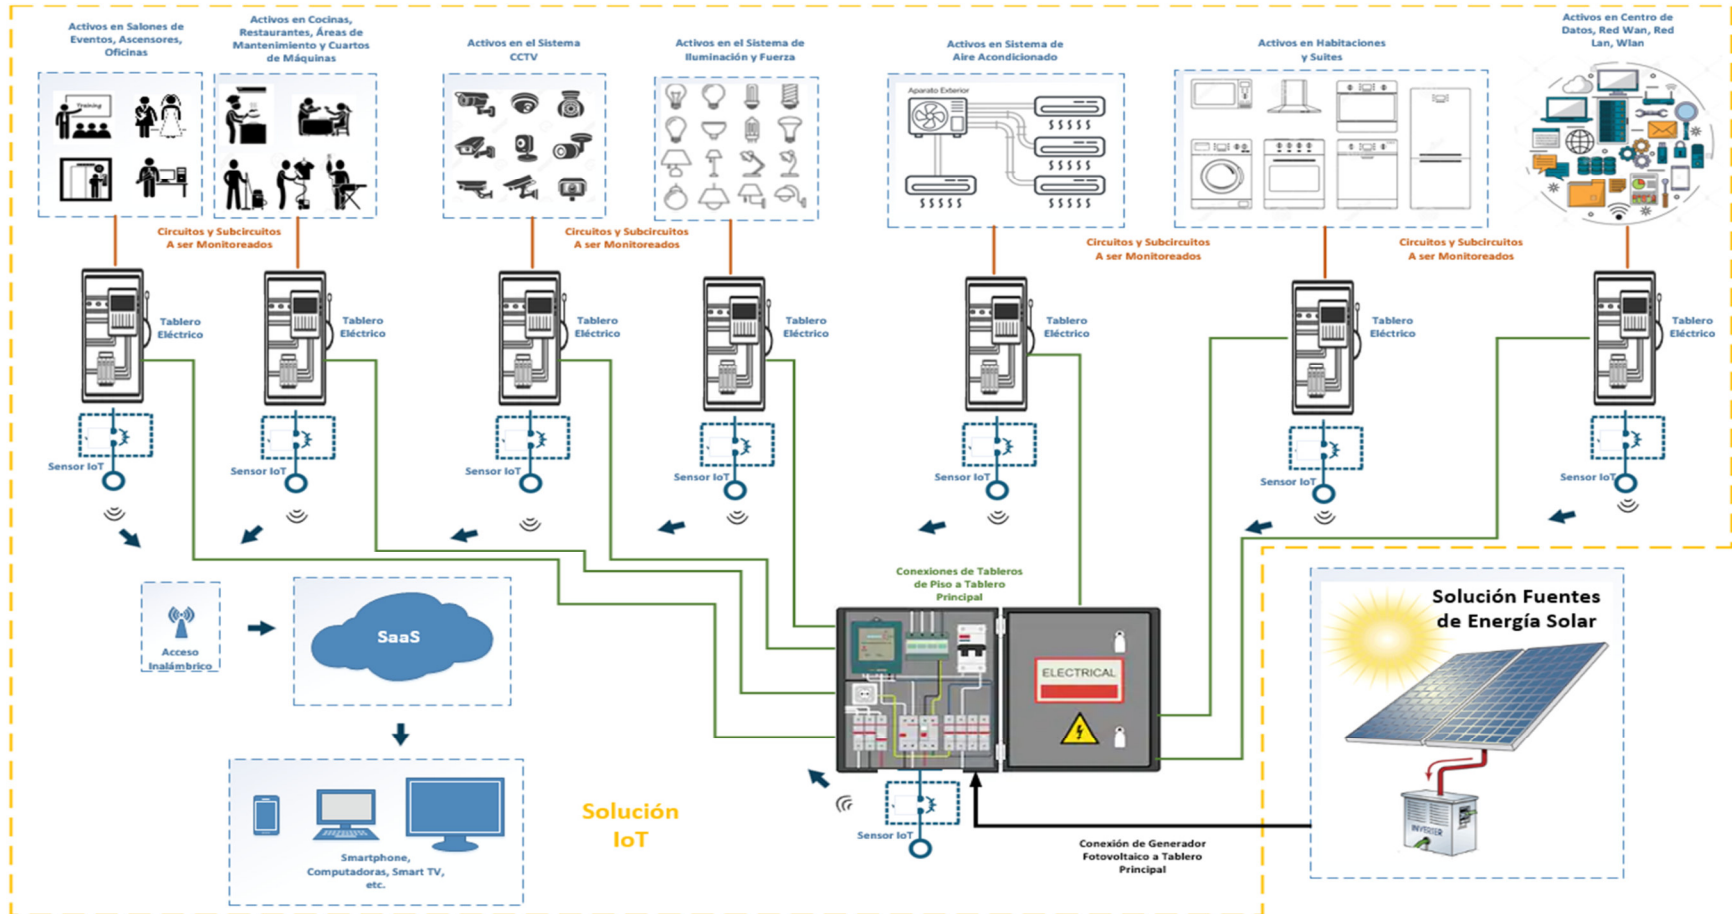 Activos en Salones de
Eventos, Ascensores,
Oficinas
Activos en Cocinas,
Restaurantes, Áreas de
Mantenimiento y Cuartos
de Máquinas
Activos en el Sistema
CCTV
Activos en el Sistema de
Iluminación y Fuerza
Activos en Sistema de
Aire Acondicionado
Activos en Habitaciones
y Suites
Activos en Centro de
Datos, Red Wan, Red
Lan, Wlan
Training
Aparato Exterior
Circuitos y Subcircuitos
A ser Monitoreados
Circuitos y Subcircuitos
A ser Monitoreados
Circuitos y Subcircuitos
A ser Monitoreados
Circuitos y Subcircuitos
A ser Monitoreados
Tablero
Eléctrico
Tablero
Eléctrico
Tablero
Eléctrico
Tablero
Eléctrico
Tablero
Eléctrico
Tablero
Eléctrico
Tablero
Eléctrico
Sensor IoT
Sensor IoT
Sensor IoT
Sensor IoT
Sensor IoT
Sensor IoT
Sensor IoT
Conexiones de Tableros
de Piso a Tablero
Principal
Acceso
Inalámbrico
SaaS
ELECTRICAL
Solución Fuentes
de Energía Solar
INVERSER
Smartphone,
Computadoras, Smart TV,
etc.
Solución
IoT
Sensor IoT
Conexión de Generador
Fotovoltaico a Tablero
Principal